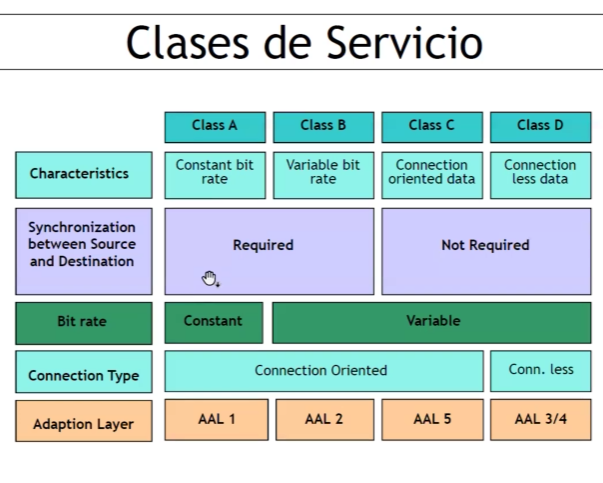 Clases de Servicio
Class A
Class B
Class C
Class D
Characteristics
Constant bit
rate
Variable bit
rate
Connection
oriented data
Connection
less data
Synchronization
between Source
and Destination
Required
Not Required
Bit rate
Constant
Variable
Connection Type
Connection Oriented
Conn. less
Adaption Layer
AAL 1
AAL 2
AAL 5
AAL 3/4